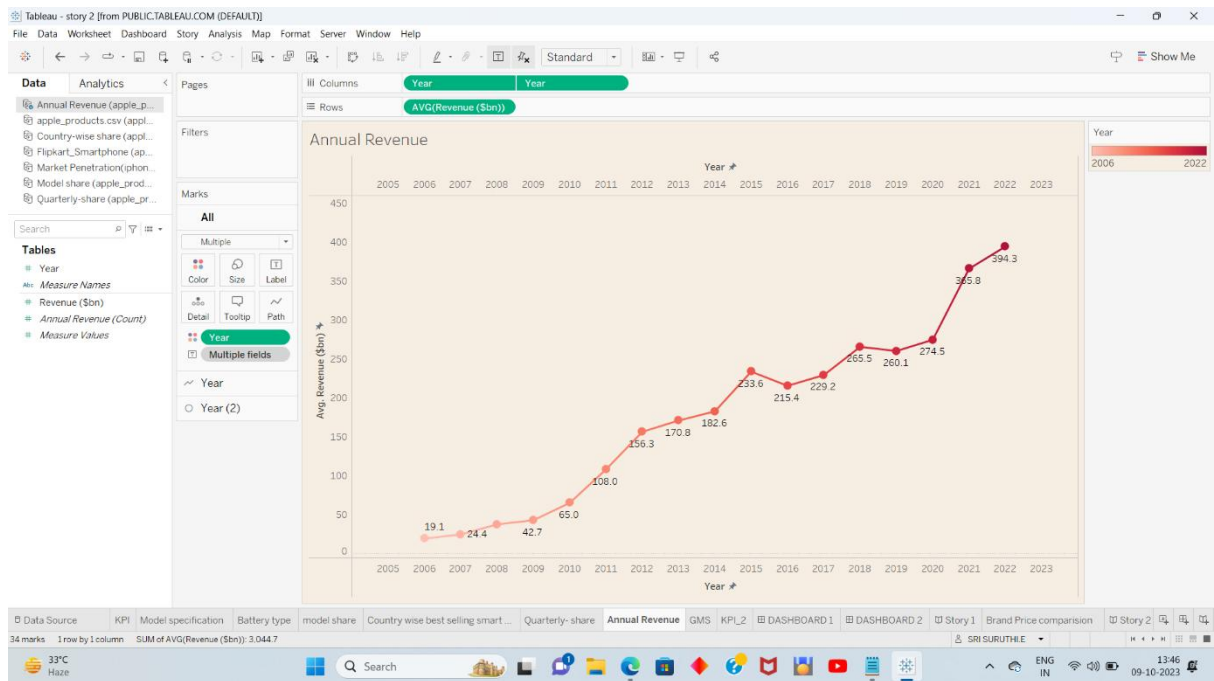 Tableau - story 2 [from PUBLIC.TABLEAU.COM (DEFAULT)]
File Data Worksheet Dashboard Story Analysis Map Format Server Window Help
Standard
Show Me
Data Analytics
Annual Revenue (apple_p...
apple_products.csv (appl...
Country-wise share (appl...
Flipkart_Smartphone (ap...
Market Penetration(iphon...
Model share (apple_prod...
Quarterly-share (apple_pr...
Search
Tables
Year
Abc Measure Names
Revenue ($bn)
Annual Revenue (Count)
Measure Values
Pages
Filters
Marks
All
Multiple
Color Size Label
Detail Tooltip Path
Year
Multiple fields
Year
Year (2)
Columns Year Year
Rows AVG(Revenue ($bn))
Annual Revenue
Year
2005 2006 2007 2008 2009 2010 2011 2012 2013 2014 2015 2016 2017 2018 2019 2020 2021 2022 2023
Avg. Revenue ($bn)
450
400
350
300
250
200
150
100
50
0
19.1
24.4
42.7
65.0
108.0
156.3
170.8
182.6
233.6
215.4
229.2
265.5
260.1
274.5
365.8
394.3
2005 2006 2007 2008 2009 2010 2011 2012 2013 2014 2015 2016 2017 2018 2019 2020 2021 2022 2023
Year
Year
2006 2022
Data Source KPI Model specification Battery type model share Country wise best selling smart ... Quarterly- share Annual Revenue GMS KPI_2 DASHBOARD 1 DASHBOARD 2 Story 1 Brand Price comparision Story 2
34 marks 1 row by 1 column SUM of AVG(Revenue ($bn)): 3,044.7
SRI SURUTHI.E
33°C
Haze
Search
ENG
IN
13:46
09-10-2023